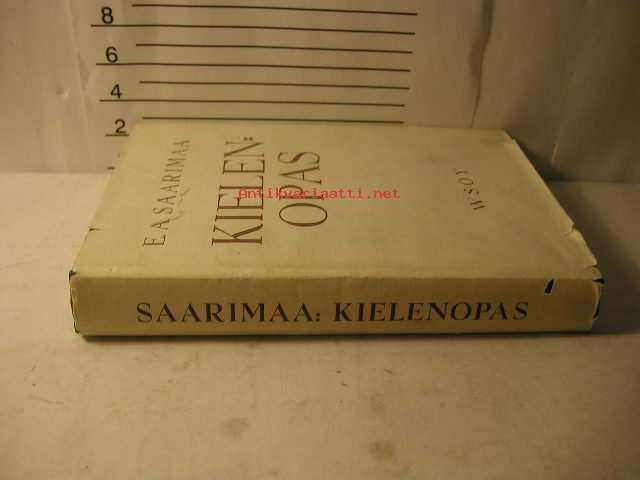 8
6
4
2
E A SAARIMAA
KIELEN=
OPAS
WSOY
Antikvariaatti.net
SAARIMAA: KIELENOPAS